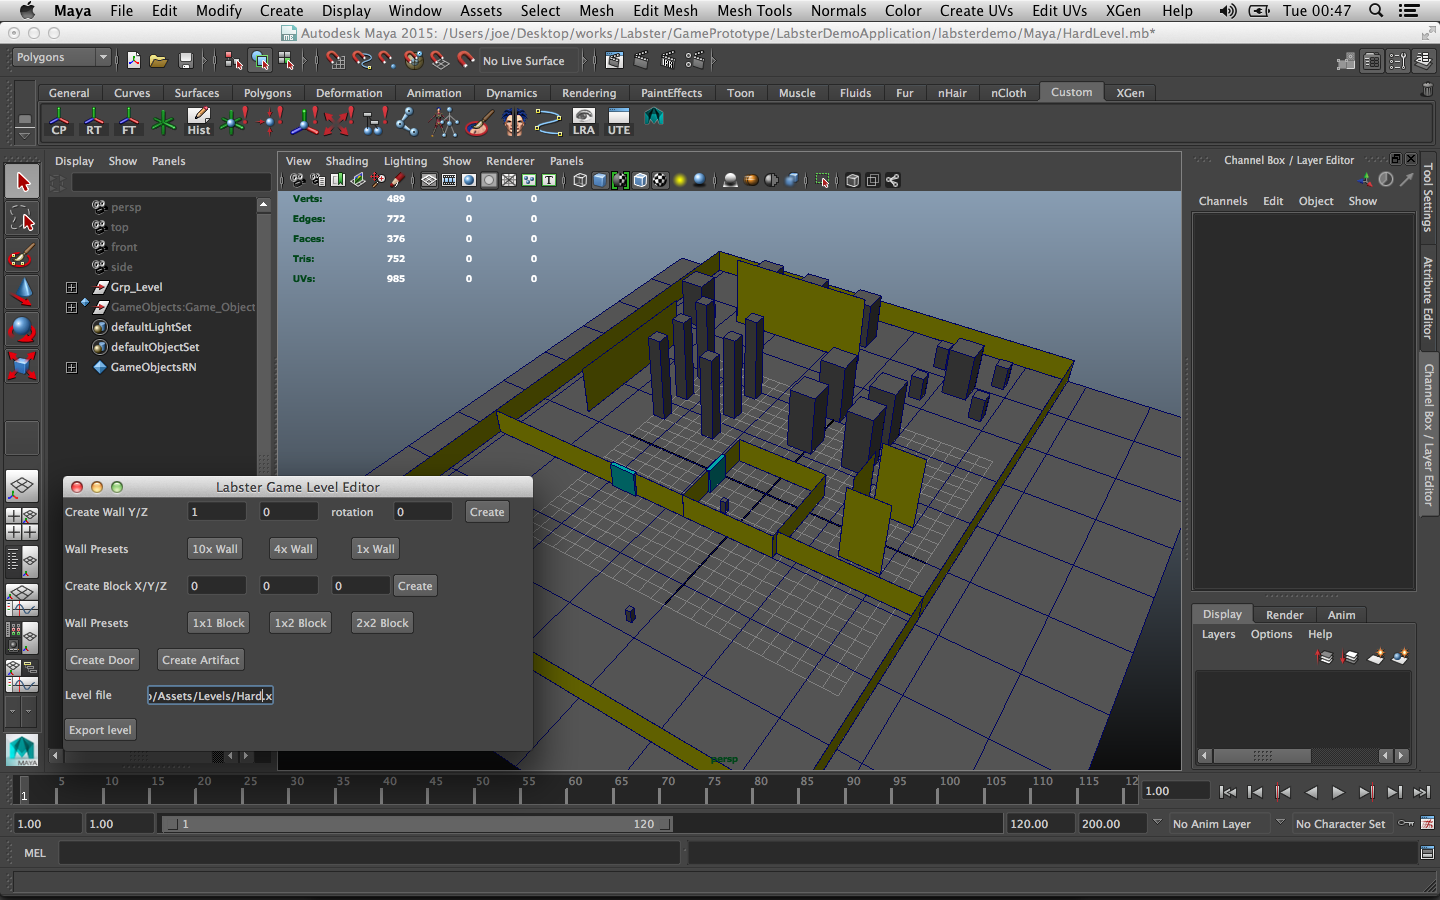 Maya File Edit Modify Create Display Window Assets Select Mesh Edit Mesh Mesh Tools Normals Color Create UVs Edit UVs XGen Help Tue 00:47
Autodesk Maya 2015: /Users/joe/Desktop/works/Labster/GamePrototype/LabsterDemoApplication/labsterdemo/Maya/HardLevel.mb*
Polygons No Live Surface
General Curves Surfaces Polygons Deformation Animation Dynamics Rendering PaintEffects Toon Muscle Fluids Fur nHair nCloth Custom XGen
CP RT FT Hist LRA UTE
Display Show Panels
View Shading Lighting Show Renderer Panels
Channel Box / Layer Editor
Channels Edit Object Show
Tool Settings
Attribute Editor
Channel Box / Layer Editor
persp
top
front
side
Grp_Level
GameObjects:Game_Object
defaultLightSet
defaultObjectSet
GameObjectsRN
Verts: 489 0 0
Edges: 772 0 0
Faces: 376 0 0
Tris: 752 0 0
UVs: 985 0 0
persp
Labster Game Level Editor
Create Wall Y/Z 1 0 rotation 0 Create
Wall Presets 10x Wall 4x Wall 1x Wall
Create Block X/Y/Z 0 0 0 Create
Wall Presets 1x1 Block 1x2 Block 2x2 Block
Create Door Create Artifact
Level file /Assets/Levels/Hard.x
Export level
Display Render Anim
Layers Options Help
MAYA
1 5 10 15 20 25 30 35 40 45 50 55 60 65 70 75 80 85 90 95 100 105 110 115 12
1.00
1.00 1.00 1 120 120.00 200.00 No Anim Layer No Character Set
MEL